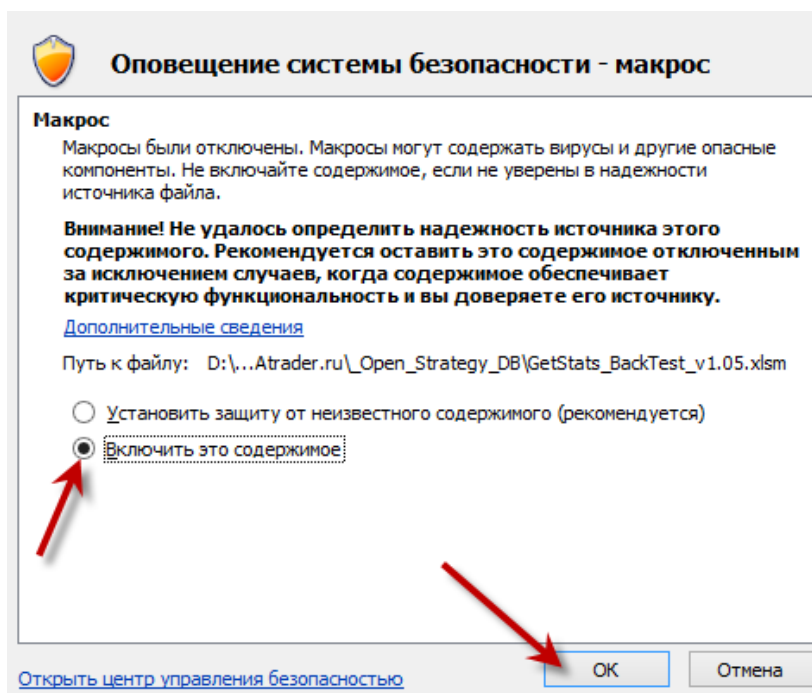 Оповещение системы безопасности - макрос
Макрос
Макросы были отключены. Макросы могут содержать вирусы и другие опасные
компоненты. Не включайте содержимое, если не уверены в надежности
источника файла.
Внимание! Не удалось определить надежность источника этого
содержимого. Рекомендуется оставить это содержимое отключенным
за исключением случаев, когда содержимое обеспечивает
критическую функциональность и вы доверяете его источнику.
Дополнительные сведения
Путь к файлу: D:\...Atrader.ru\_Open_Strategy_DB\GetStats_BackTest_v1.05.xlsm
Установить защиту от неизвестного содержимого (рекомендуется)
Включить это содержимое
Открыть центр управления безопасностью
ОК
Отмена